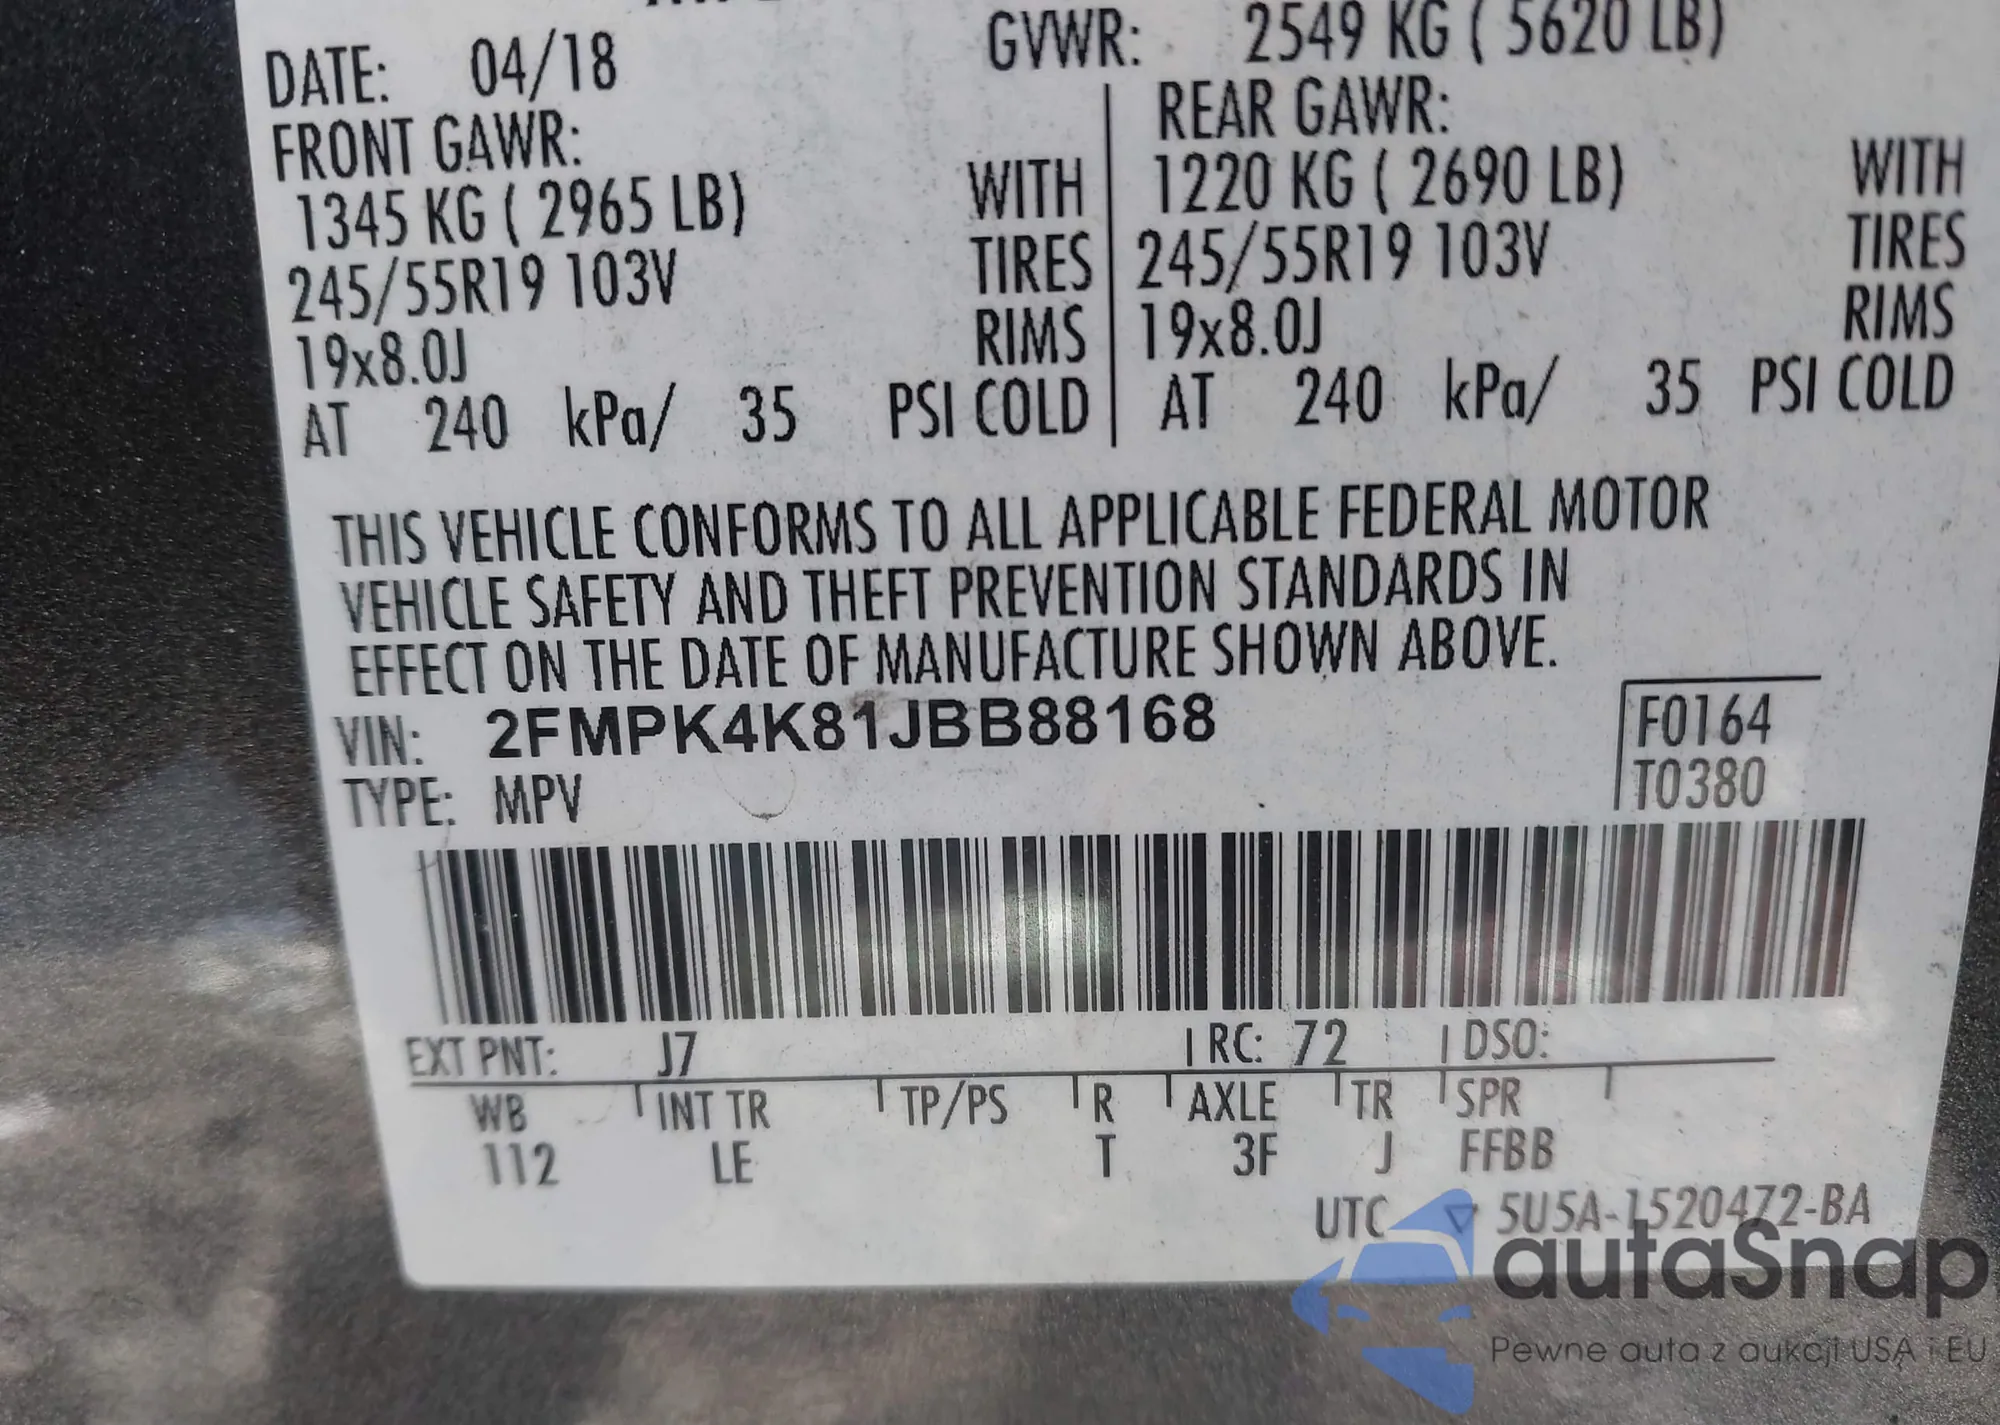 DATE: 04/18 GVWR: 2549 KG ( 5620 LB)
FRONT GAWR: REAR GAWR:
1345 KG ( 2965 LB) WITH 1220 KG ( 2690 LB) WITH
245/55R19 103V TIRES 245/55R19 103V TIRES
19x8.0J RIMS 19x8.0J RIMS
AT 240 kPa/ 35 PSI COLD AT 240 kPa/ 35 PSI COLD
THIS VEHICLE CONFORMS TO ALL APPLICABLE FEDERAL MOTOR
VEHICLE SAFETY AND THEFT PREVENTION STANDARDS IN
EFFECT ON THE DATE OF MANUFACTURE SHOWN ABOVE.
VIN: 2FMPK4K81JBB88168 F0164
TYPE: MPV T0380
EXT PNT: J7 RC: 72 DSO:
WB INT TR TP/PS R AXLE TR SPR
112 LE T 3F J FFBB
UTC 5U5A-1520472-BA
autaSnap
Pewne auta z aukcji USA i EU